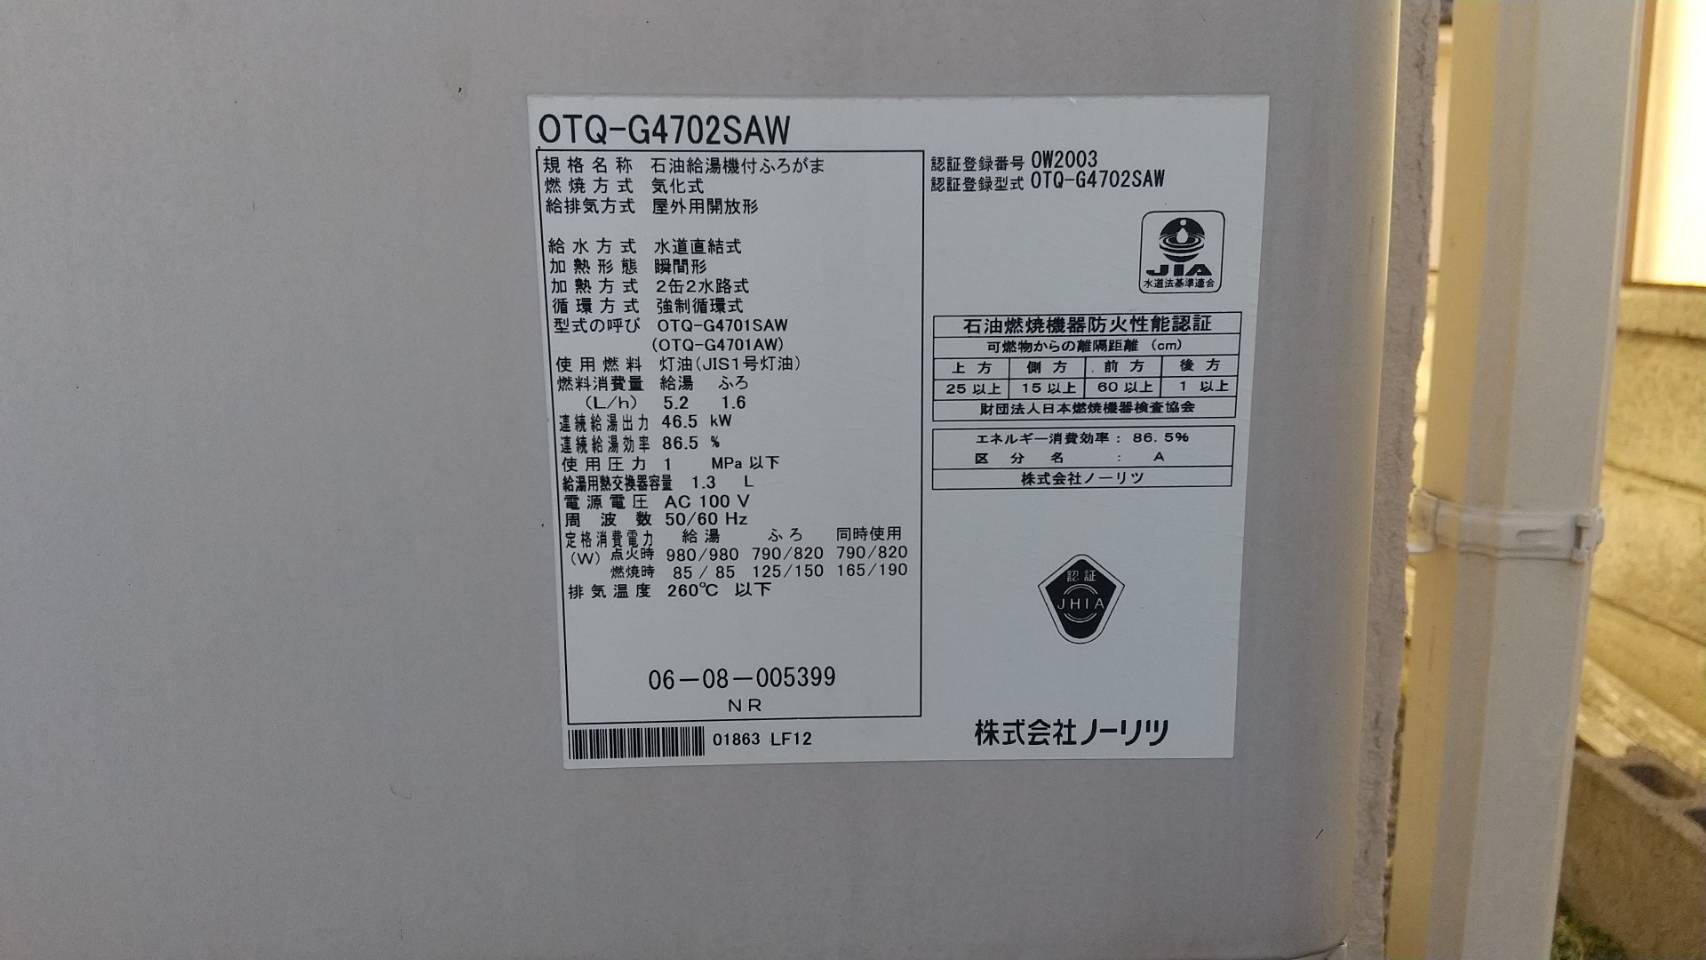 OTQ-G4702SAW
規格名称 石油給湯機付ふろがま
燃焼方式 気化式
給排気方式 屋外用開放形
給水方式 水道直結式
加熱形態 瞬間形
加熱方式 2缶2水路式
循環方式 強制循環式
型式の呼び OTQ-G4701SAW
(OTQ-G4701AW)
使用燃料 灯油(JIS1号灯油)
燃料消費量 給湯 ふろ
(L/h) 5.2 1.6
連続給湯出力 46.5 kW
連続給湯効率 86.5 %
使用圧力 1 MPa 以下
給湯用熱交換器容量 1.3 L
電源電圧 AC 100 V
周波数 50/60 Hz
定格消費電力 給湯 ふろ 同時使用
(W) 点火時 980/980 790/820 790/820
燃焼時 85/85 125/150 165/190
排気温度 260℃ 以下
06-08-005399
NR
01863 LF12
認証登録番号 OW2003
認証登録型式 OTQ-G4702SAW
JIA
水道法基準適合
石油燃焼機器防火性能認証
可燃物からの離隔距離 (cm)
上方 側方 前方 後方
25以上 15以上 60以上 1以上
財団法人日本燃焼機器検査協会
エネルギー消費効率: 86.5%
区分名 : A
株式会社ノーリツ
認証
JHIA
株式会社ノーリツ